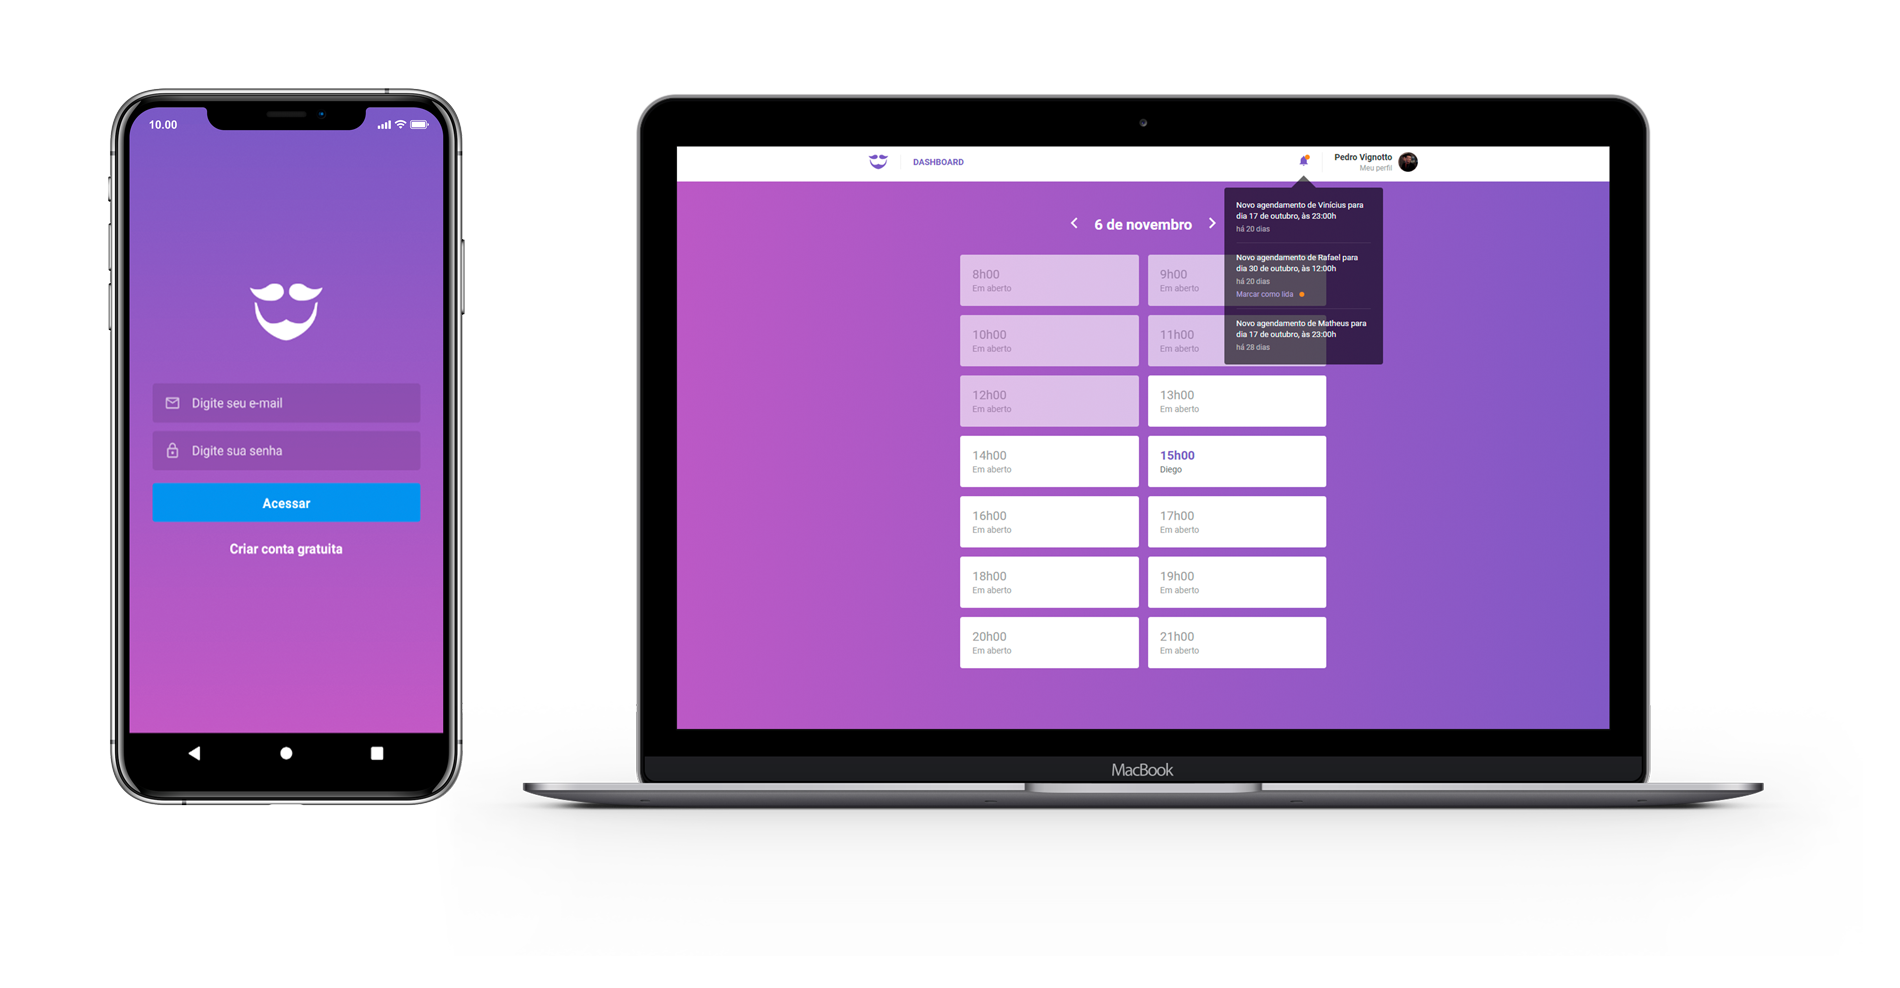 10.00
Digite seu e-mail
Digite sua senha
Acessar
Criar conta gratuita
DASHBOARD
Pedro Vignotto
Meu perfil
6 de novembro
Novo agendamento de Vinícius para
dia 17 de outubro, às 23:00h
há 20 dias
Novo agendamento de Rafael para
dia 30 de outubro, às 12:00h
há 20 dias
Marcar como lida
Novo agendamento de Matheus para
dia 17 de outubro, às 23:00h
há 28 dias
8h00
Em aberto
9h00
Em aberto
10h00
Em aberto
11h00
Em aberto
12h00
Em aberto
13h00
Em aberto
14h00
Em aberto
15h00
Diego
16h00
Em aberto
17h00
Em aberto
18h00
Em aberto
19h00
Em aberto
20h00
Em aberto
21h00
Em aberto
MacBook